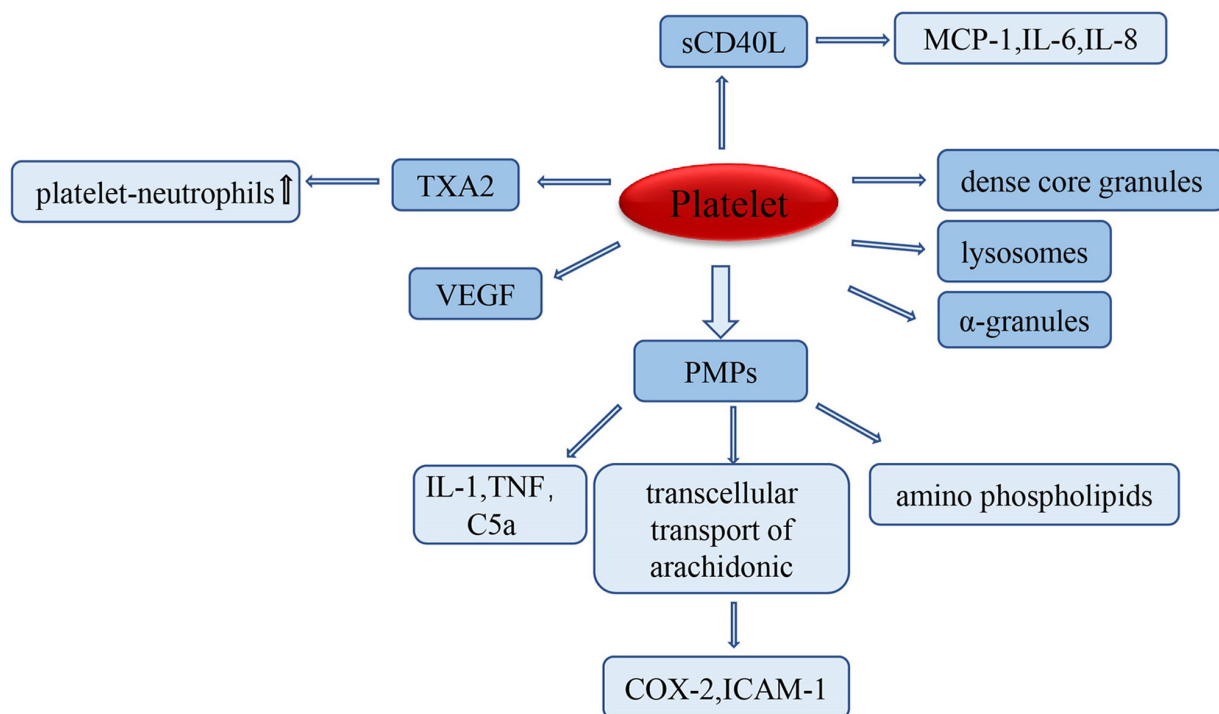 sCD40L
MCP-1,IL-6,IL-8
platelet-neutrophils⇑
TXA2
Platelet
dense core granules
lysosomes
VEGF
α-granules
PMPs
IL-1,TNF,
C5a
transcellular
transport of
arachidonic
amino phospholipids
COX-2,ICAM-1